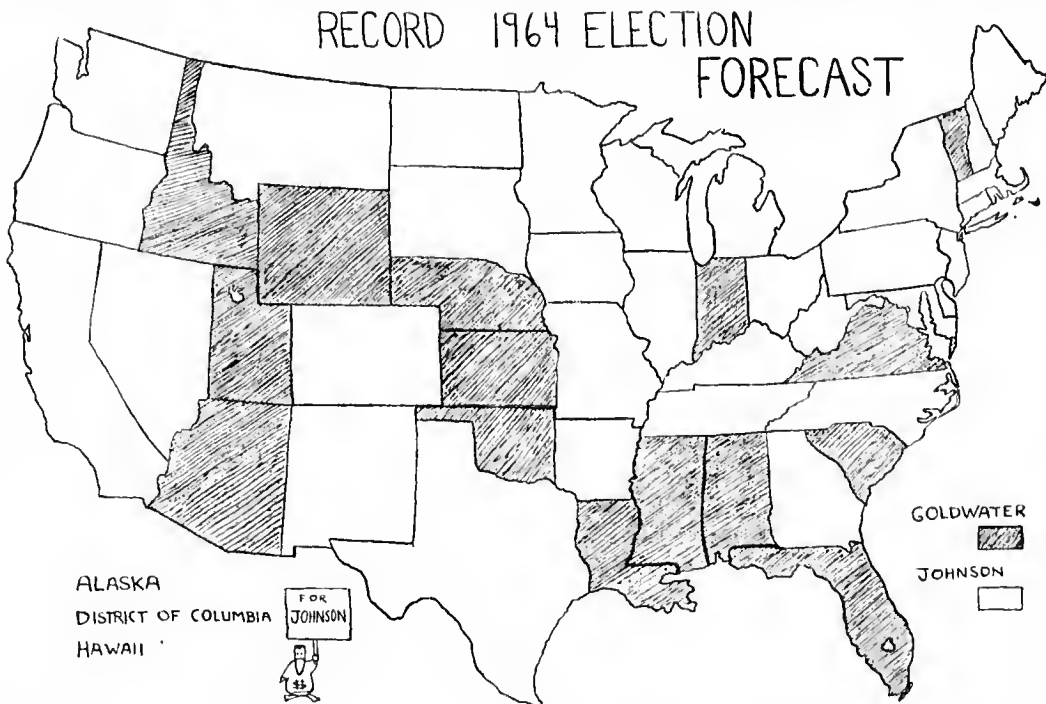 RECORD 1964 ELECTION
FORECAST
GOLDWATER
JOHNSON
ALASKA
DISTRICT OF COLUMBIA
HAWAII
FOR
JOHNSON
$$